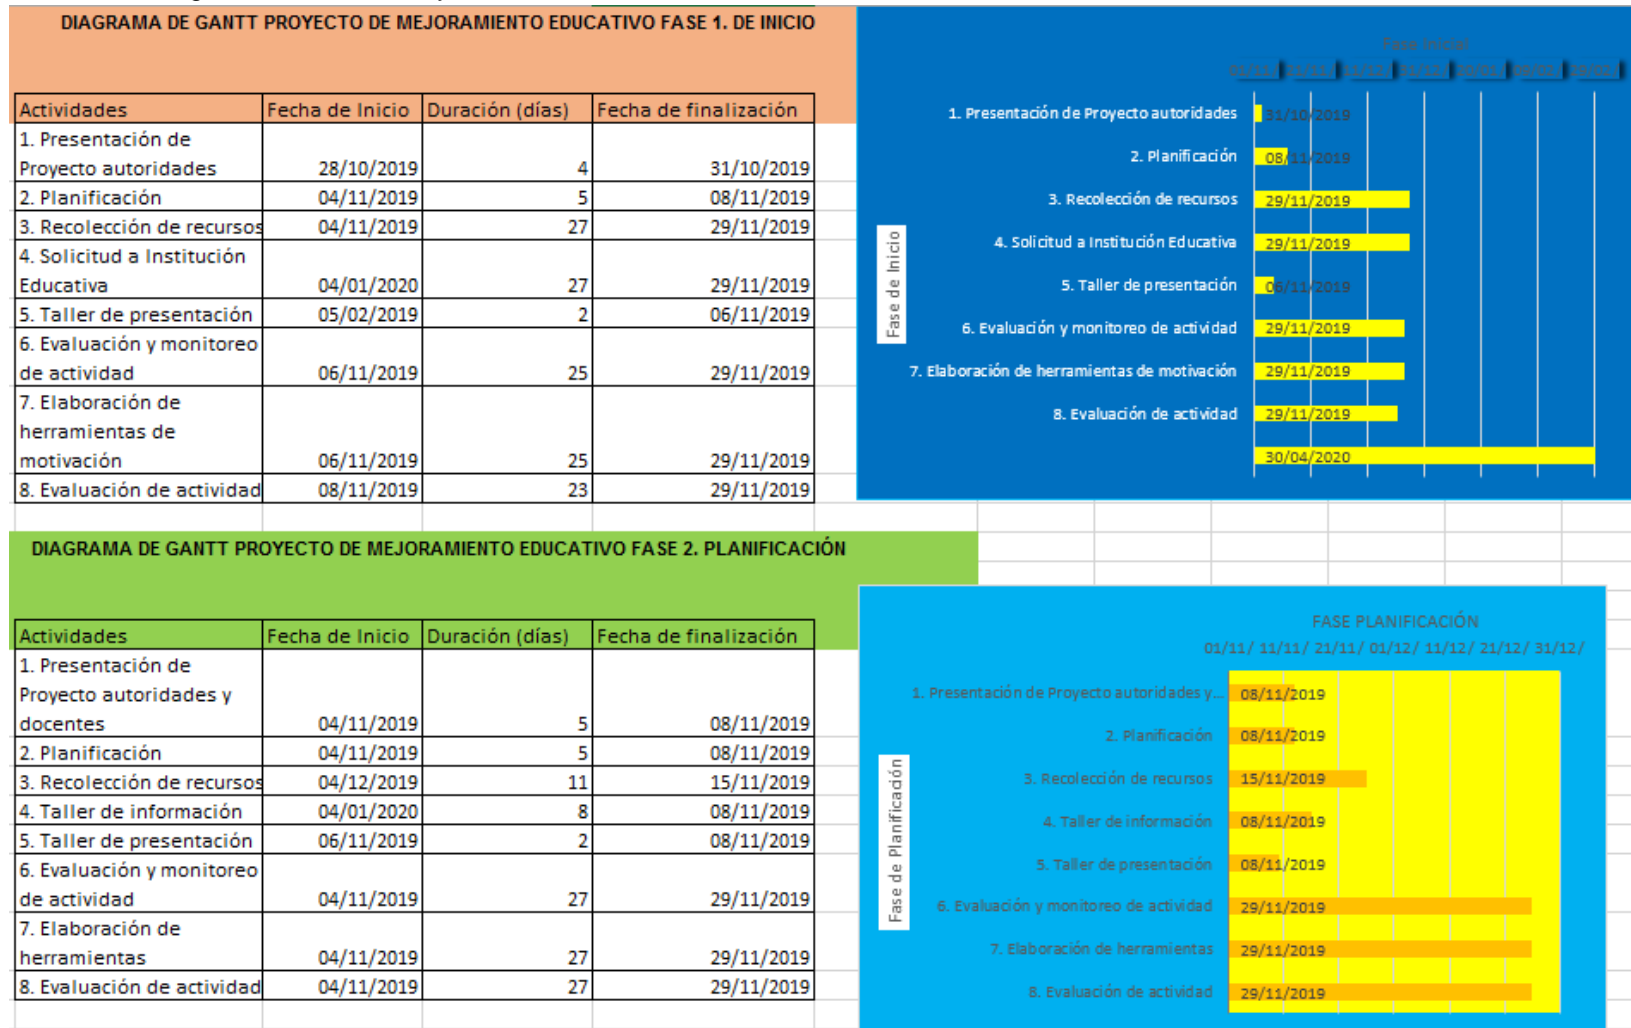 DIAGRAMA DE GANTT PROYECTO DE MEJORAMIENTO EDUCATIVO FASE 1. DE INICIO
Actividades Fecha de Inicio Duración (días) Fecha de finalización
1. Presentación de
Proyecto autoridades 28/10/2019 4 31/10/2019
2. Planificación 04/11/2019 5 08/11/2019
3. Recolección de recursos 04/11/2019 27 29/11/2019
4. Solicitud a Institución
Educativa 04/01/2020 27 29/11/2019
5. Taller de presentación 05/02/2019 2 06/11/2019
6. Evaluación y monitoreo
de actividad 06/11/2019 25 29/11/2019
7. Elaboración de
herramientas de
motivación 06/11/2019 25 29/11/2019
8. Evaluación de actividad 08/11/2019 23 29/11/2019
Fase Inicial
Fase de Inicio
1. Presentación de Proyecto autoridades 31/10/2019
2. Planificación 08/11/2019
3. Recolección de recursos 29/11/2019
4. Solicitud a Institución Educativa 29/11/2019
5. Taller de presentación 06/11/2019
6. Evaluación y monitoreo de actividad 29/11/2019
7. Elaboración de herramientas de motivación 29/11/2019
8. Evaluación de actividad 29/11/2019
30/04/2020
DIAGRAMA DE GANTT PROYECTO DE MEJORAMIENTO EDUCATIVO FASE 2. PLANIFICACIÓN
Actividades Fecha de Inicio Duración (días) Fecha de finalización
1. Presentación de
Proyecto autoridades y
docentes 04/11/2019 5 08/11/2019
2. Planificación 04/11/2019 5 08/11/2019
3. Recolección de recursos 04/12/2019 11 15/11/2019
4. Taller de información 04/01/2020 8 08/11/2019
5. Taller de presentación 06/11/2019 2 08/11/2019
6. Evaluación y monitoreo
de actividad 04/11/2019 27 29/11/2019
7. Elaboración de
herramientas 04/11/2019 27 29/11/2019
8. Evaluación de actividad 04/11/2019 27 29/11/2019
FASE PLANIFICACIÓN
01/11/ 11/11/ 21/11/ 01/12/ 11/12/ 21/12/ 31/12/
Fase de Planificación
1. Presentación de Proyecto autoridades y... 08/11/2019
2. Planificación 08/11/2019
3. Recolección de recursos 15/11/2019
4. Taller de información 08/11/2019
5. Taller de presentación 08/11/2019
6. Evaluación y monitoreo de actividad 29/11/2019
7. Elaboración de herramientas 29/11/2019
8. Evaluación de actividad 29/11/2019